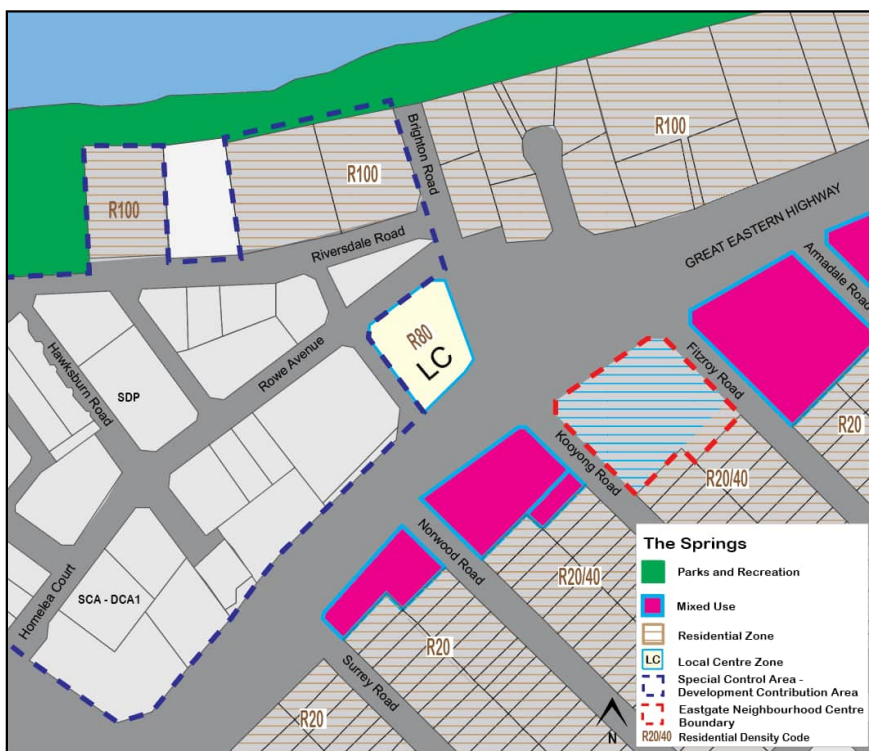 Brighton Road
R100
R100
R100
Riversdale Road
GREAT EASTERN HIGHWAY
Armadale Road
Hawksburn Road
Rowe Avenue
R80
LC
Fitzroy Road
SDP
R20
Kooyong Road
R20/40
Norwood Road
R20/40
Homelea Court
SCA - DCA1
R20
Surrey Road
R20
The Springs
Parks and Recreation
Mixed Use
Residential Zone
LC Local Centre Zone
Special Control Area -
Development Contribution Area
Eastgate Neighbourhood Centre
Boundary
R20/40 Residential Density Code
N